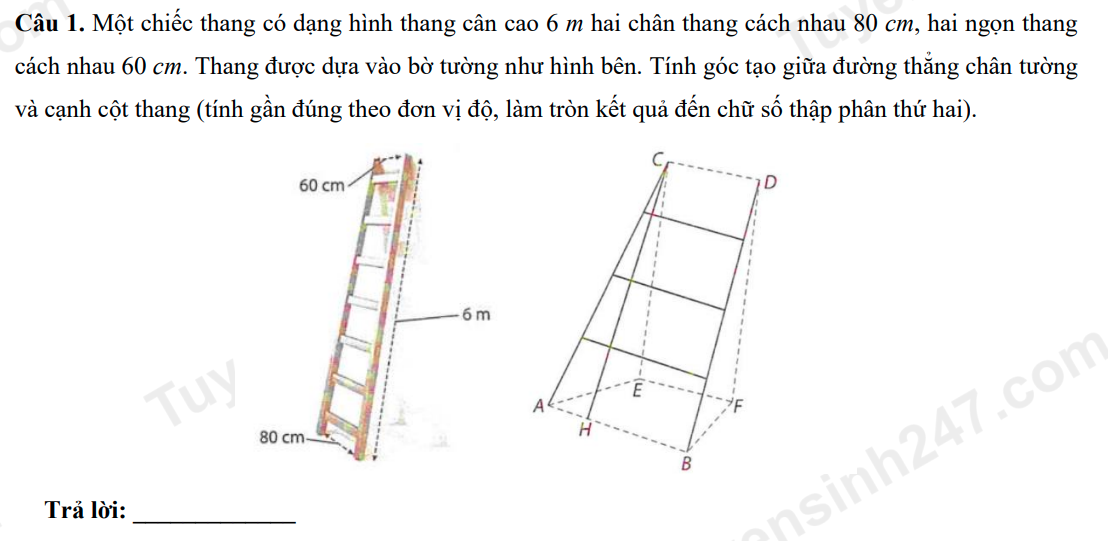 Câu 1. Một chiếc thang có dạng hình thang cân cao 6 m hai chân thang cách nhau 80 cm, hai ngọn thang
cách nhau 60 cm. Thang được dựa vào bờ tường như hình bên. Tính góc tạo giữa đường thẳng chân tường
và cạnh cột thang (tính gần đúng theo đơn vị độ, làm tròn kết quả đến chữ số thập phân thứ hai).
C
D
60 cm
6 m
E
A
F
H
80 cm
B
Tuy
ensinh247.com
Trả lời: ____________